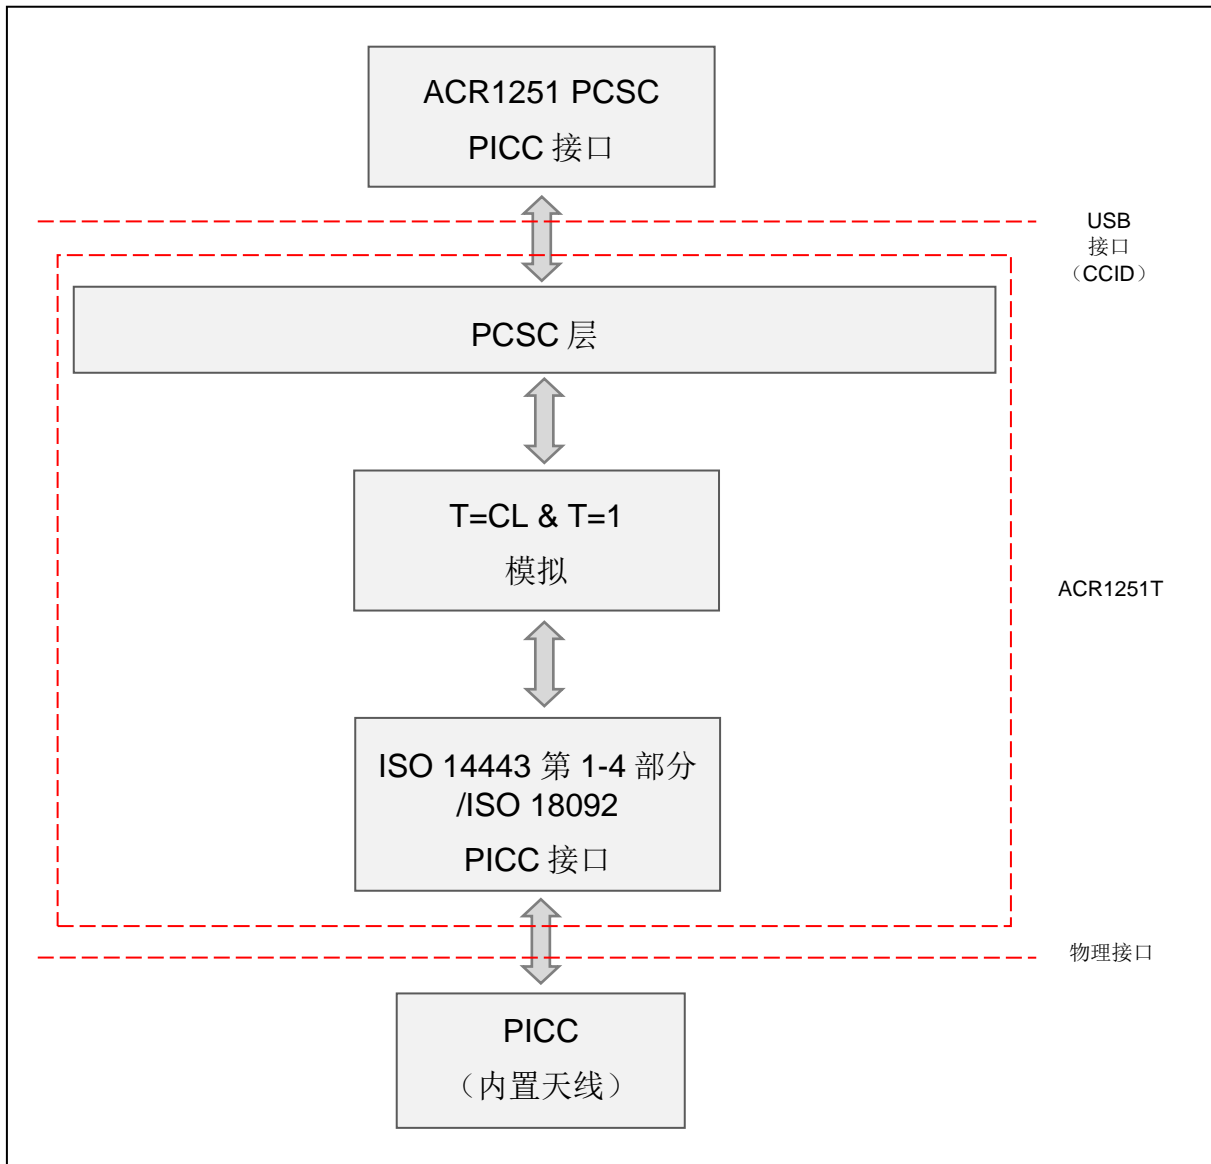 ACR1251 PCSC
PICC 接口
USB
接口
（CCID）
PCSC 层
T=CL & T=1
模拟
ACR1251T
ISO 14443 第 1-4 部分
/ISO 18092
PICC 接口
物理接口
PICC
（内置天线）